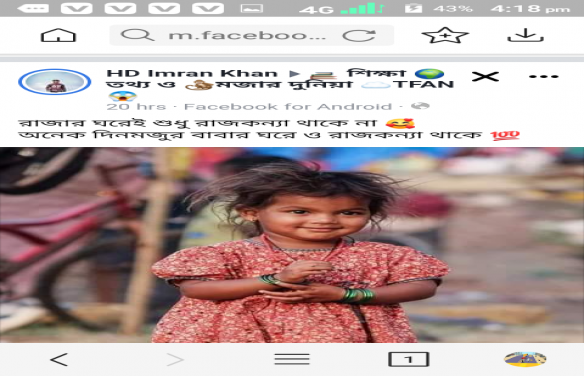 4G 43% 4:18 pm
m.faceboo...
HD Imran Khan ▸ 📚 শিক্ষা 🌏
তথ্য ও 🐒মজার দুনিয়া ☁️TFAN
😱
20 hrs · Facebook for Android ·
রাজার ঘরেই শুধু রাজকন্যা থাকে না 🥰
অনেক দিনমজুর বাবার ঘরে ও রাজকন্যা থাকে 💯
1